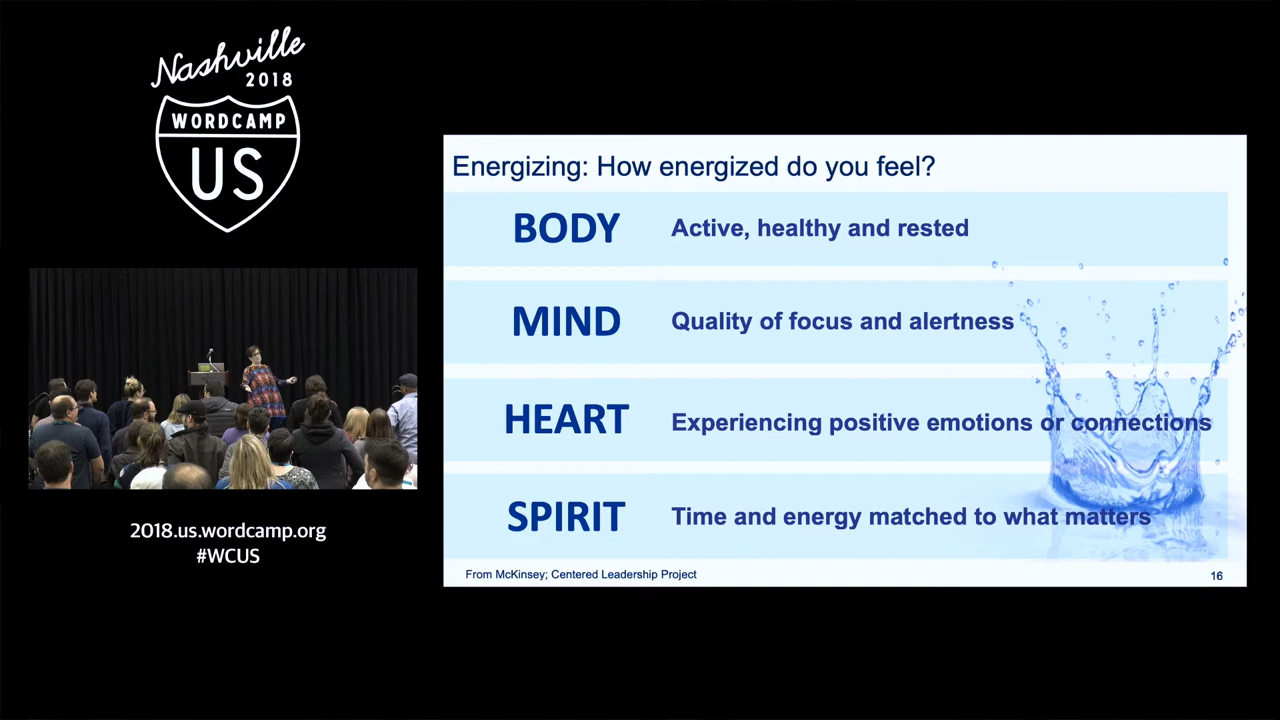 Nashville
2018
WORDCAMP
US
2018.us.wordcamp.org
#WCUS
Energizing: How energized do you feel?
BODY Active, healthy and rested
MIND Quality of focus and alertness
HEART Experiencing positive emotions or connections
SPIRIT Time and energy matched to what matters
From McKinsey; Centered Leadership Project 16